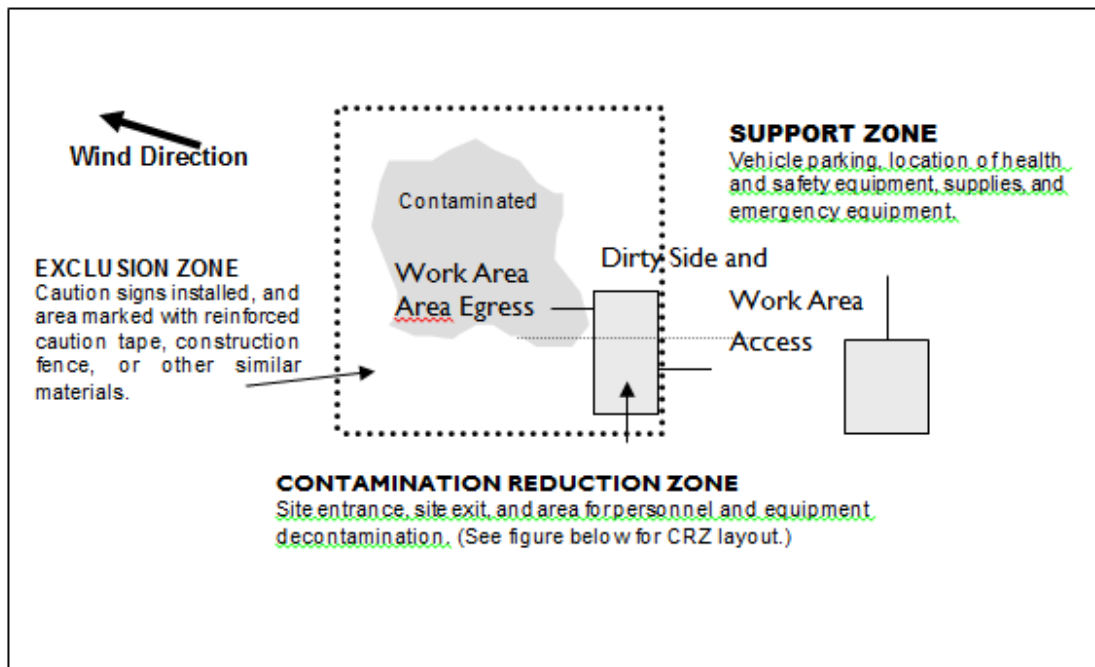 Wind Direction
SUPPORT ZONE
Vehicle parking, location of health
and safety equipment, supplies, and
emergency equipment.
Contaminated
EXCLUSION ZONE
Caution signs installed, and
area marked with reinforced
caution tape, construction
fence, or other similar
materials.
Work Area
Area Egress
Dirty Side and
Work Area
Access
CONTAMINATION REDUCTION ZONE
Site entrance, site exit, and area for personnel and equipment
decontamination. (See figure below for CRZ layout.)